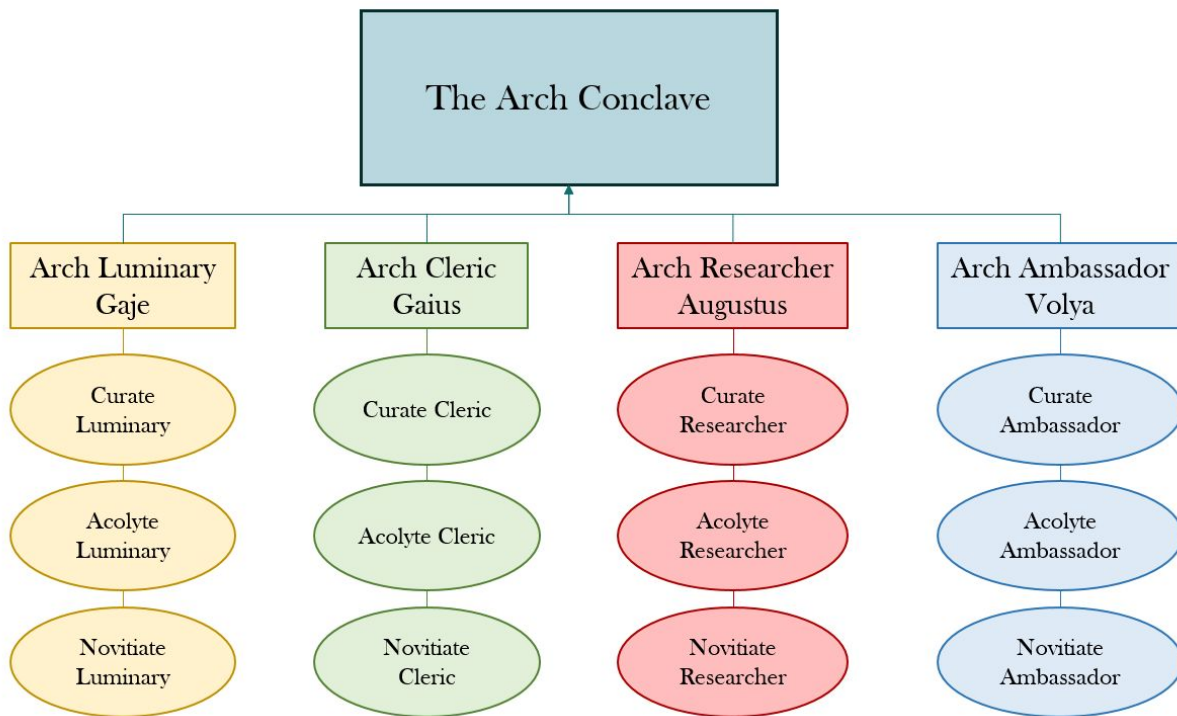 The Arch Conclave
Arch Luminary
Gaje
Arch Cleric
Gaius
Arch Researcher
Augustus
Arch Ambassador
Volya
Curate
Luminary
Curate Cleric
Curate
Researcher
Curate
Ambassador
Acolyte
Luminary
Acolyte Cleric
Acolyte
Researcher
Acolyte
Ambassador
Novitiate
Luminary
Novitiate
Cleric
Novitiate
Researcher
Novitiate
Ambassador